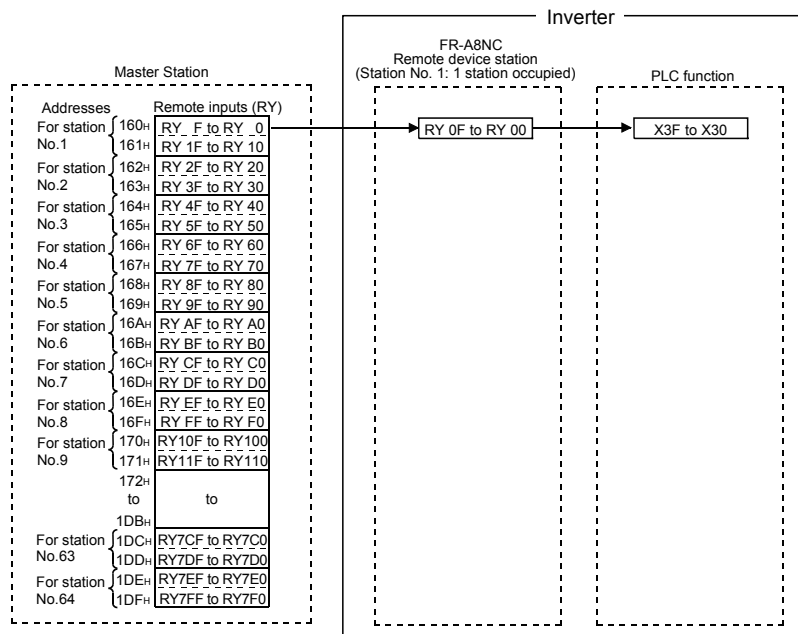 Inverter
FR-A8NC
Remote device station
(Station No. 1: 1 station occupied)
Master Station
PLC function
Addresses
Remote inputs (RY)
For station No.1
160H RY_ F to RY_ 0
161H RY 1F to RY 10
RY 0F to RY 00
X3F to X30
For station No.2
162H RY 2F to RY 20
163H RY 3F to RY 30
For station No.3
164H RY 4F to RY 40
165H RY 5F to RY 50
For station No.4
166H RY 6F to RY 60
167H RY 7F to RY 70
For station No.5
168H RY 8F to RY 80
169H RY 9F to RY 90
For station No.6
16AH RY AF to RY A0
16BH RY BF to RY B0
For station No.7
16CH RY CF to RY C0
16DH RY DF to RY D0
For station No.8
16EH RY EF to RY E0
16FH RY FF to RY F0
For station No.9
170H RY10F to RY100
171H RY11F to RY110
172H
to to
1DBH
For station No.63
1DCH RY7CF to RY7C0
1DDH RY7DF to RY7D0
For station No.64
1DEH RY7EF to RY7E0
1DFH RY7FF to RY7F0